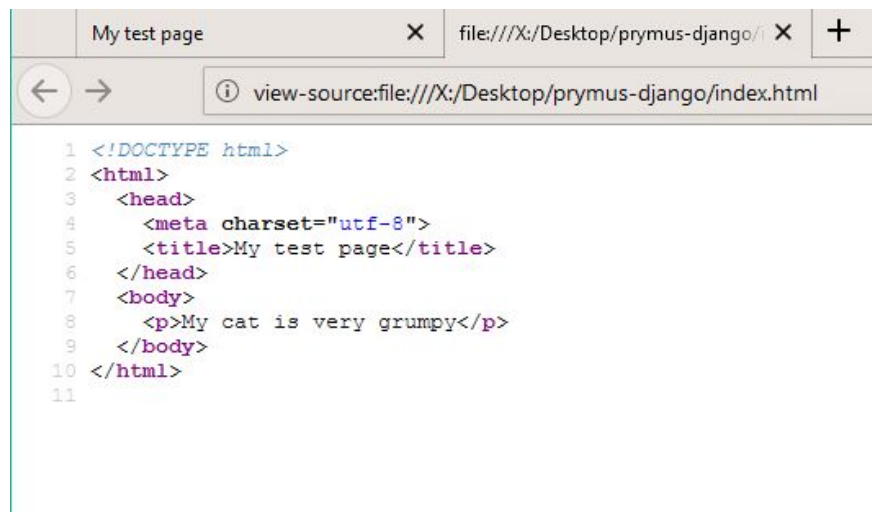 My test page × file:///X:/Desktop/prymus-django/i × +
view-source:file:///X:/Desktop/prymus-django/index.html
1 <!DOCTYPE html>
2 <html>
3   <head>
4     <meta charset="utf-8">
5     <title>My test page</title>
6   </head>
7   <body>
8     <p>My cat is very grumpy</p>
9   </body>
10 </html>
11